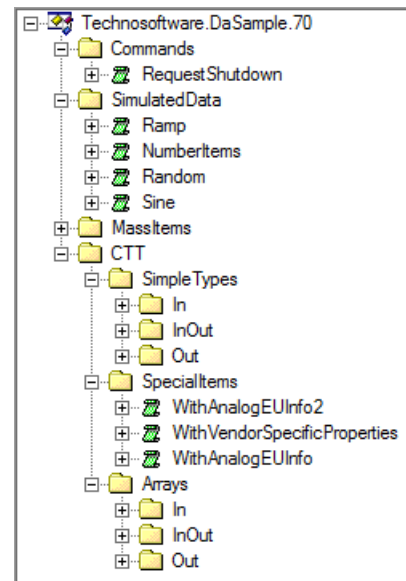 Technosoftware.DaSample.70
Commands
RequestShutdown
SimulatedData
Ramp
NumberItems
Random
Sine
MassItems
CTT
SimpleTypes
In
InOut
Out
SpecialItems
WithAnalogEUInfo2
WithVendorSpecificProperties
WithAnalogEUInfo
Arrays
In
InOut
Out